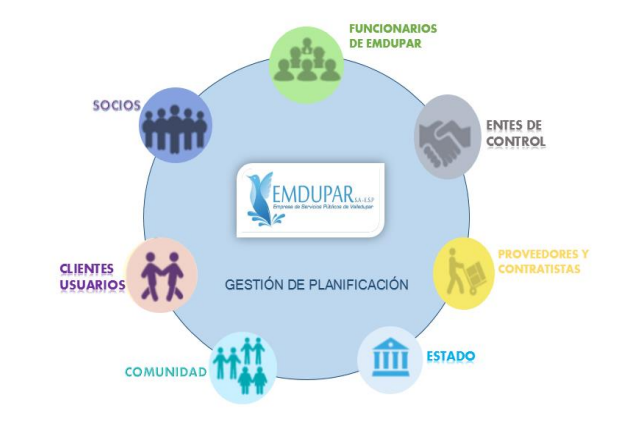 FUNCIONARIOS
DE EMDUPAR
SOCIOS
ENTES DE
CONTROL
EMDUPAR S.A.-E.S.P
Empresa de Servicios Públicos de Valledupar
PROVEEDORES Y
CONTRATISTAS
CLIENTES
USUARIOS
GESTIÓN DE PLANIFICACIÓN
ESTADO
COMUNIDAD